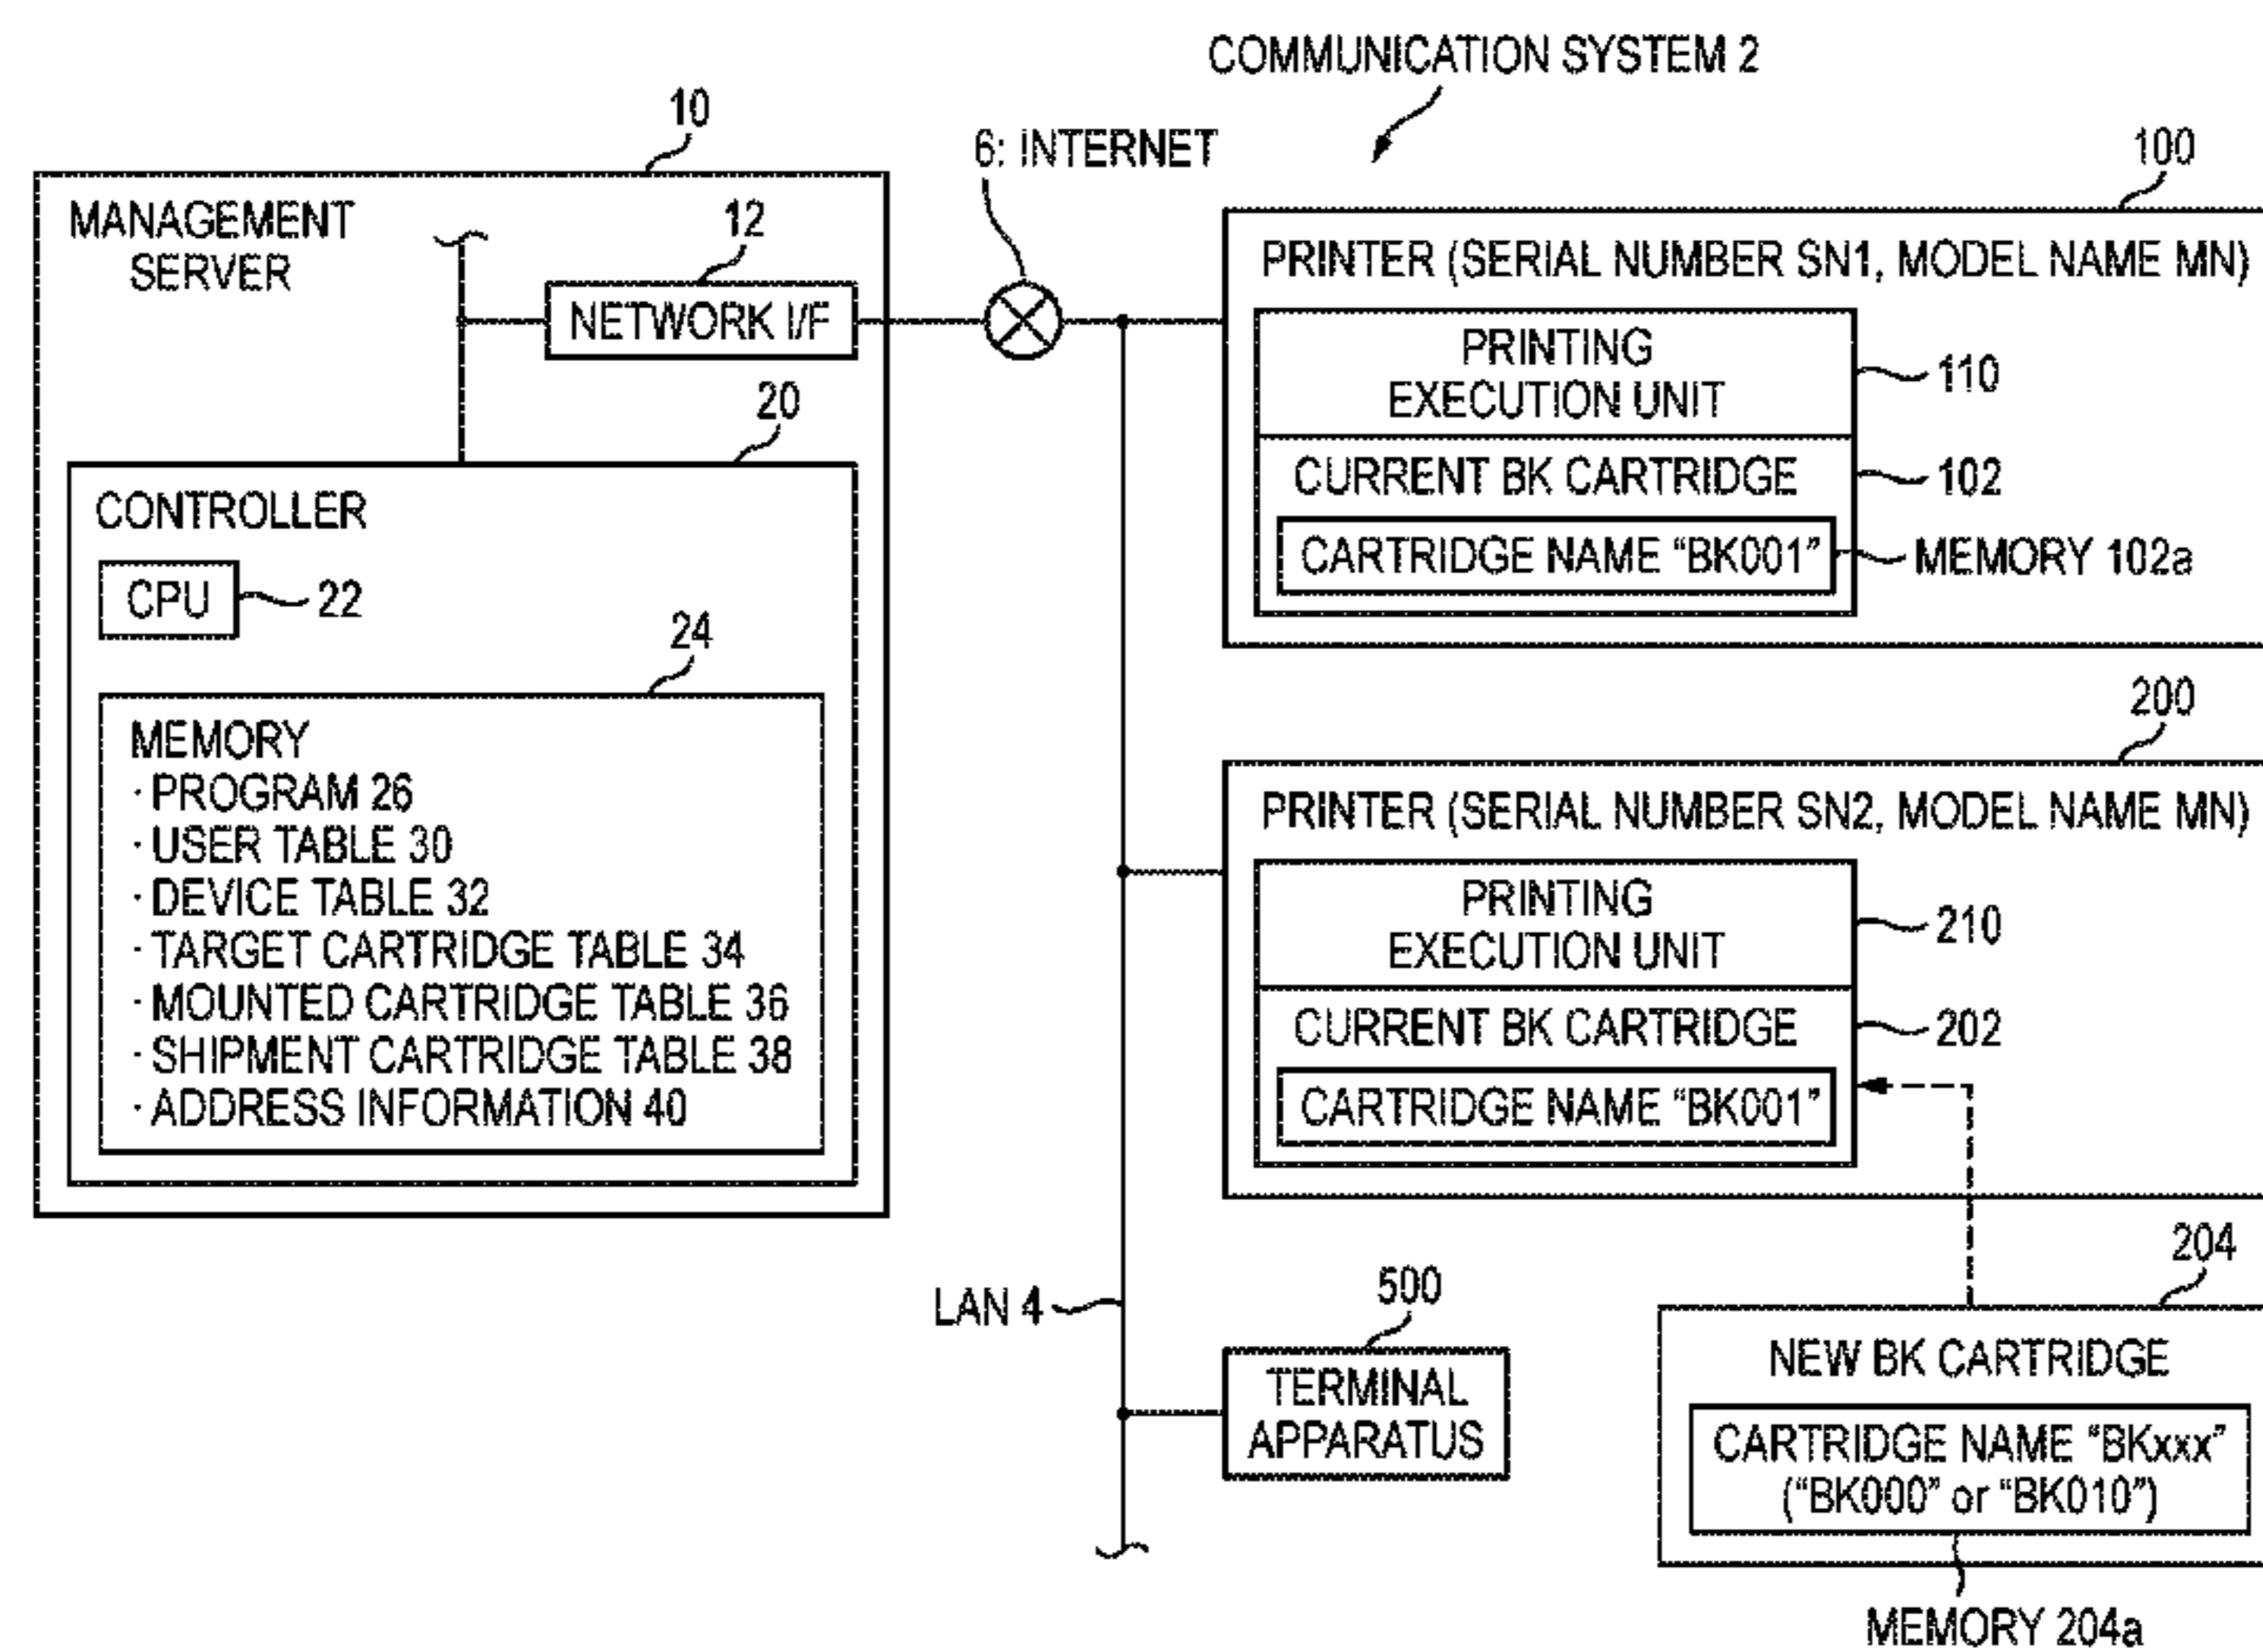 COMMUNICATION SYSTEM 2
10
6: INTERNET
100
MANAGEMENT
SERVER
12
NETWORK I/F
20
CONTROLLER
CPU
22
24
MEMORY
· PROGRAM 26
· USER TABLE 30
· DEVICE TABLE 32
· TARGET CARTRIDGE TABLE 34
· MOUNTED CARTRIDGE TABLE 36
· SHIPMENT CARTRIDGE TABLE 38
· ADDRESS INFORMATION 40
PRINTER (SERIAL NUMBER SN1, MODEL NAME MN)
PRINTING
EXECUTION UNIT
110
CURRENT BK CARTRIDGE
102
CARTRIDGE NAME “BK001”
MEMORY 102a
200
PRINTER (SERIAL NUMBER SN2, MODEL NAME MN)
PRINTING
EXECUTION UNIT
210
CURRENT BK CARTRIDGE
202
CARTRIDGE NAME “BK001”
204
LAN 4
500
TERMINAL
APPARATUS
NEW BK CARTRIDGE
CARTRIDGE NAME “BKxxx”
(“BK000” or “BK010”)
MEMORY 204a